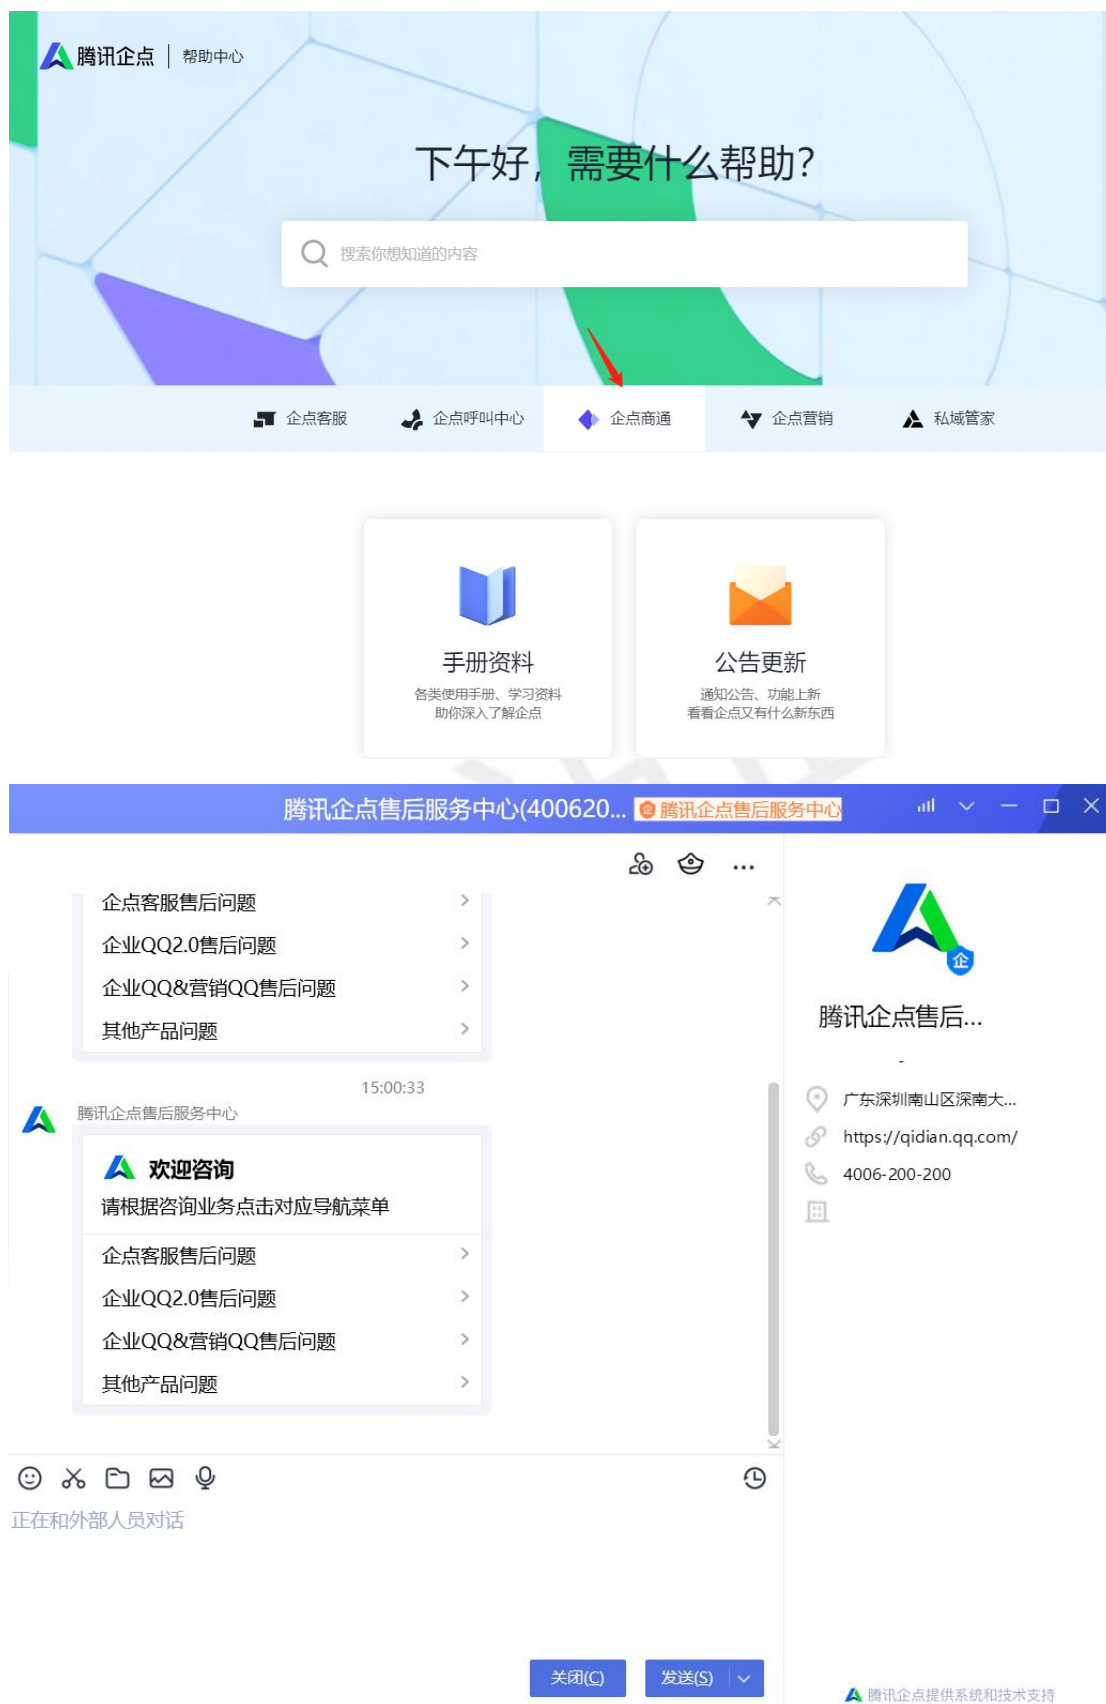 腾讯企点 | 帮助中心
下午好，需要什么帮助？
搜索你想知道的内容
企点客服 企点呼叫中心 企点商通 企点营销 私域管家
手册资料
各类使用手册、学习资料
助你深入了解企点
公告更新
通知公告、功能上新
看看企点又有什么新东西
腾讯企点售后服务中心(400620... 腾讯企点售后服务中心
企点客服售后问题
企业QQ2.0售后问题
企业QQ&营销QQ售后问题
其他产品问题
15:00:33
腾讯企点售后服务中心
欢迎咨询
请根据咨询业务点击对应导航菜单
企点客服售后问题
企业QQ2.0售后问题
企业QQ&营销QQ售后问题
其他产品问题
正在和外部人员对话
关闭(C) 发送(S)
企
腾讯企点售后...
-
广东深圳南山区深南大...
https://qidian.qq.com/
4006-200-200
腾讯企点提供系统和技术支持